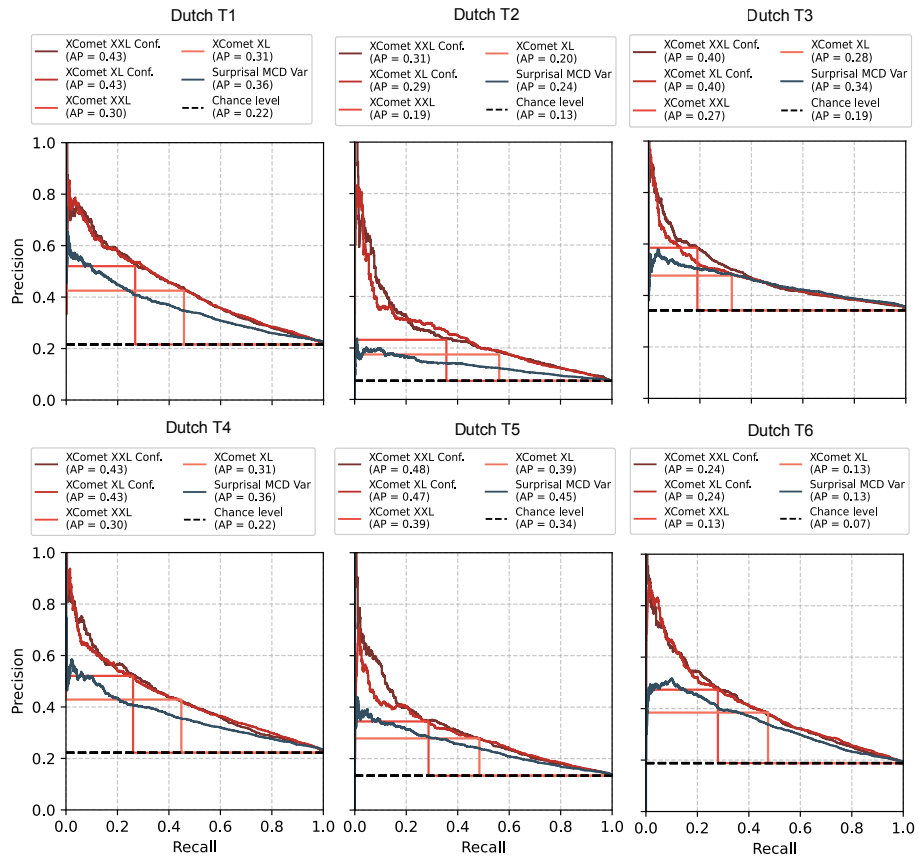 Dutch T1
XComet XXL Conf.
(AP = 0.43)
XComet XL Conf.
(AP = 0.43)
XComet XXL
(AP = 0.30)
XComet XL
(AP = 0.31)
Surprisal MCD Var
(AP = 0.36)
Chance level
(AP = 0.22)
Dutch T2
XComet XXL Conf.
(AP = 0.31)
XComet XL Conf.
(AP = 0.29)
XComet XXL
(AP = 0.19)
XComet XL
(AP = 0.20)
Surprisal MCD Var
(AP = 0.24)
Chance level
(AP = 0.13)
Dutch T3
XComet XXL Conf.
(AP = 0.40)
XComet XL Conf.
(AP = 0.40)
XComet XXL
(AP = 0.27)
XComet XL
(AP = 0.28)
Surprisal MCD Var
(AP = 0.34)
Chance level
(AP = 0.19)
Precision
1.0
0.8
0.6
0.4
0.2
0.0
Dutch T4
XComet XXL Conf.
(AP = 0.43)
XComet XL Conf.
(AP = 0.43)
XComet XXL
(AP = 0.30)
XComet XL
(AP = 0.31)
Surprisal MCD Var
(AP = 0.36)
Chance level
(AP = 0.22)
Dutch T5
XComet XXL Conf.
(AP = 0.48)
XComet XL Conf.
(AP = 0.47)
XComet XXL
(AP = 0.39)
XComet XL
(AP = 0.39)
Surprisal MCD Var
(AP = 0.45)
Chance level
(AP = 0.34)
Dutch T6
XComet XXL Conf.
(AP = 0.24)
XComet XL Conf.
(AP = 0.24)
XComet XXL
(AP = 0.13)
XComet XL
(AP = 0.13)
Surprisal MCD Var
(AP = 0.13)
Chance level
(AP = 0.07)
Precision
1.0
0.8
0.6
0.4
0.2
0.0
0.0 0.2 0.4 0.6 0.8 1.0
Recall
0.0 0.2 0.4 0.6 0.8 1.0
Recall
0.0 0.2 0.4 0.6 0.8 1.0
Recall